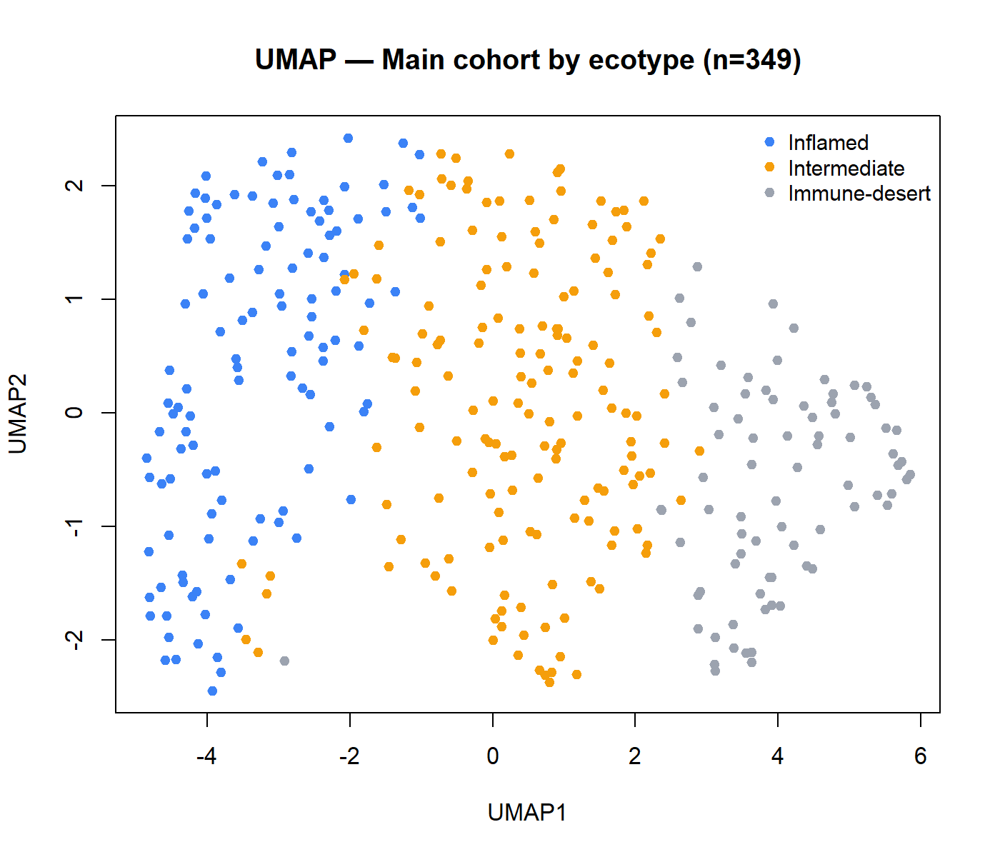 UMAP — Main cohort by ecotype (n=349)
Inflamed
Intermediate
Immune-desert
2
1
0
-1
-2
UMAP2
-4 -2 0 2 4 6
UMAP1